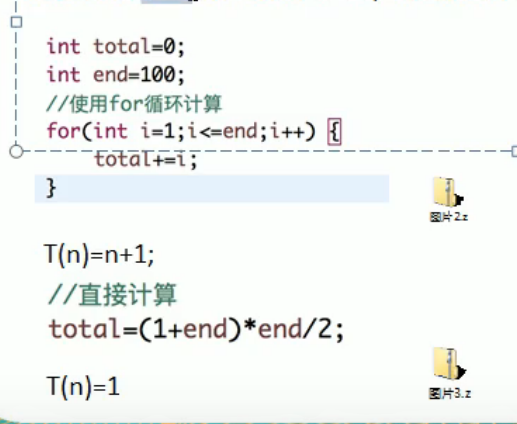 int total=0;
int end=100;
//使用for循环计算
for(int i=1;i<=end;i++) {
total+=i;
}
图片2.z
T(n)=n+1;
//直接计算
total=(1+end)*end/2;
图片3.z
T(n)=1